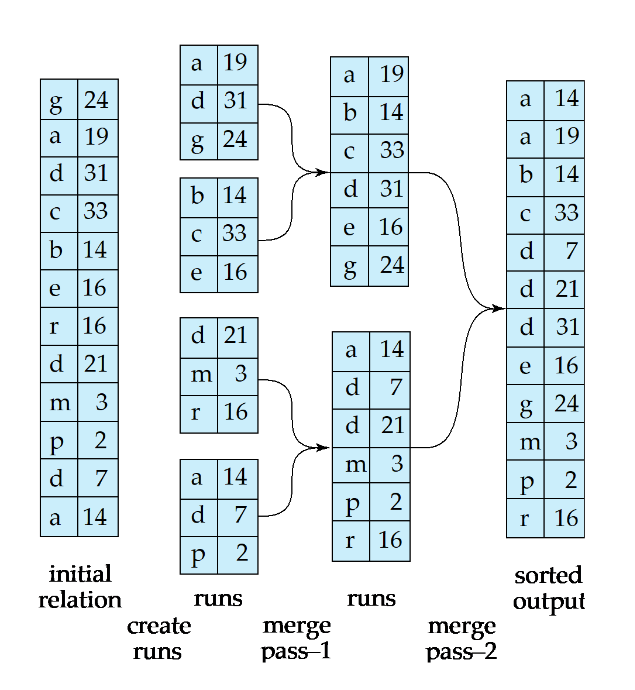 g 24
a 19
d 31
c 33
b 14
e 16
r 16
d 21
m 3
p 2
d 7
a 14
initial
relation
a 19
d 31
g 24
b 14
c 33
e 16
d 21
m 3
r 16
a 14
d 7
p 2
runs
create
runs
a 19
b 14
c 33
d 31
e 16
g 24
a 14
d 7
d 21
m 3
p 2
r 16
runs
merge
pass–1
a 14
a 19
b 14
c 33
d 7
d 21
d 31
e 16
g 24
m 3
p 2
r 16
sorted
output
merge
pass–2